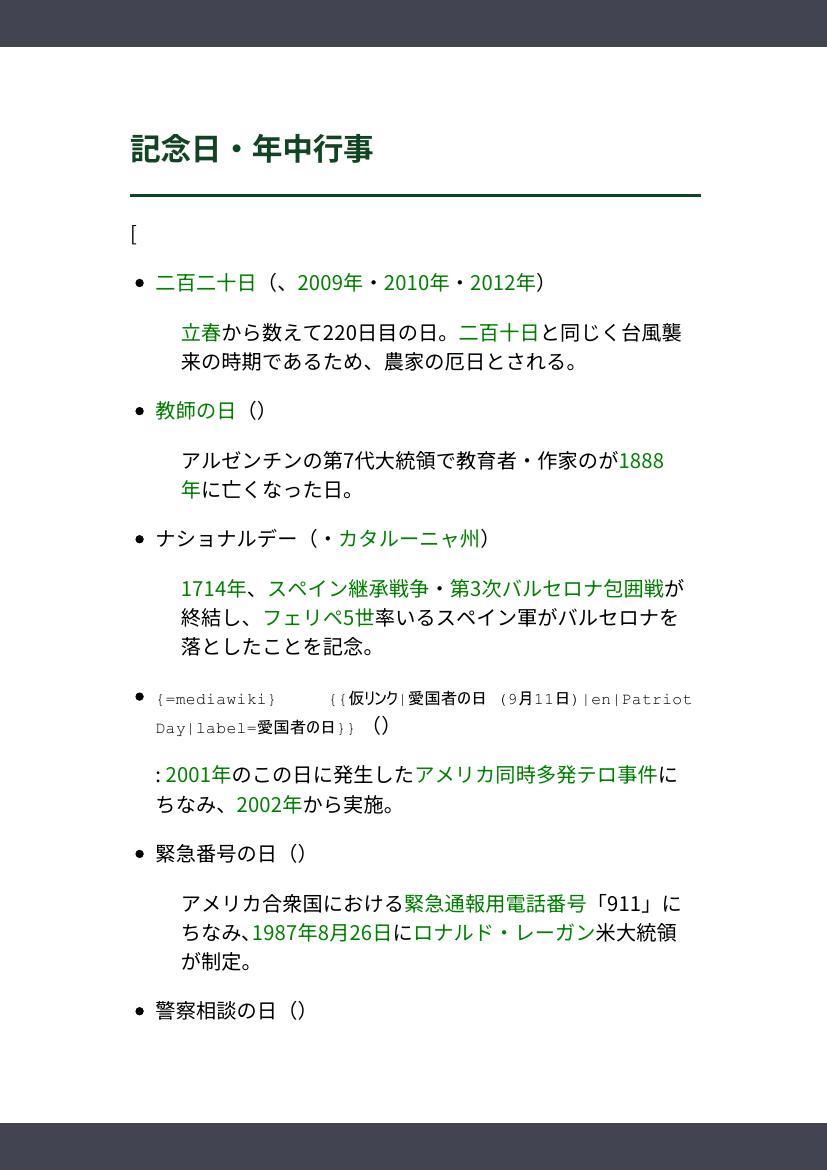 記念日・年中行事
[
二百二十日（、2009年・2010年・2012年）
立春から数えて220日目の日。二百十日と同じく台風襲
来の時期であるため、農家の厄日とされる。
教師の日（）
アルゼンチンの第7代大統領で教育者・作家のが1888
年に亡くなった日。
ナショナルデー（・カタルーニャ州）
1714年、スペイン継承戦争・第3次バルセロナ包囲戦が
終結し、フェリペ5世率いるスペイン軍がバルセロナを
落としたことを記念。
{=mediawiki} {{仮リンク|愛国者の日 (9月11日)|en|Patriot
Day|label=愛国者の日}} （）
: 2001年のこの日に発生したアメリカ同時多発テロ事件に
ちなみ、2002年から実施。
緊急番号の日（）
アメリカ合衆国における緊急通報用電話番号「911」に
ちなみ、1987年8月26日にロナルド・レーガン米大統領
が制定。
警察相談の日（）